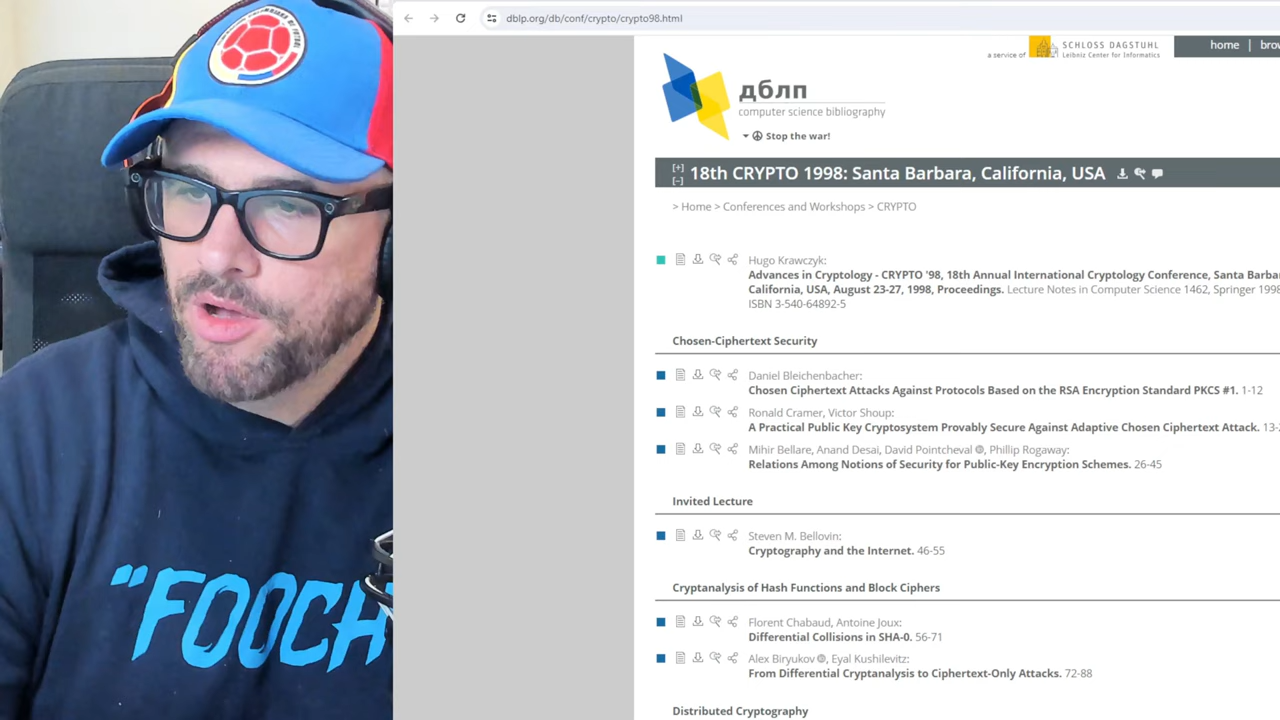 dblp.org/db/conf/crypto/crypto98.html
a service of SCHLOSS DAGSTUHL
Leibniz Center for Informatics
home |
дблп
computer science bibliography
Stop the war!
[+]
[–]
18th CRYPTO 1998: Santa Barbara, California, USA
> Home > Conferences and Workshops > CRYPTO
Hugo Krawczyk:
Advances in Cryptology - CRYPTO '98, 18th Annual International Cryptology Conference, Santa
California, USA, August 23-27, 1998, Proceedings. Lecture Notes in Computer Science 1462, Springer 1998
ISBN 3-540-64892-5
Chosen-Ciphertext Security
Daniel Bleichenbacher:
Chosen Ciphertext Attacks Against Protocols Based on the RSA Encryption Standard PKCS #1. 1-12
Ronald Cramer, Victor Shoup:
A Practical Public Key Cryptosystem Provably Secure Against Adaptive Chosen Ciphertext Attack.
Mihir Bellare, Anand Desai, David Pointcheval, Phillip Rogaway:
Relations Among Notions of Security for Public-Key Encryption Schemes. 26-45
Invited Lecture
Steven M. Bellovin:
Cryptography and the Internet. 46-55
Cryptanalysis of Hash Functions and Block Ciphers
Florent Chabaud, Antoine Joux:
Differential Collisions in SHA-0. 56-71
Alex Biryukov, Eyal Kushilevitz:
From Differential Cryptanalysis to Ciphertext-Only Attacks. 72-88
Distributed Cryptography
"FOOCH